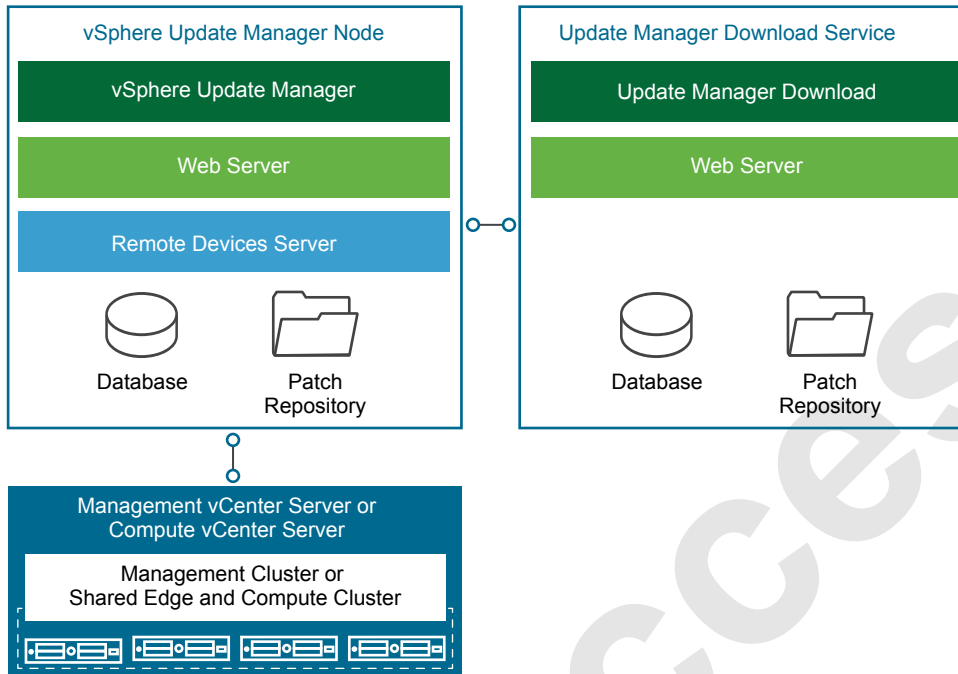 vSphere Update Manager Node
vSphere Update Manager
Web Server
Remote Devices Server
Database
Patch
Repository
Update Manager Download Service
Update Manager Download
Web Server
Database
Patch
Repository
Management vCenter Server or
Compute vCenter Server
Management Cluster or
Shared Edge and Compute Cluster